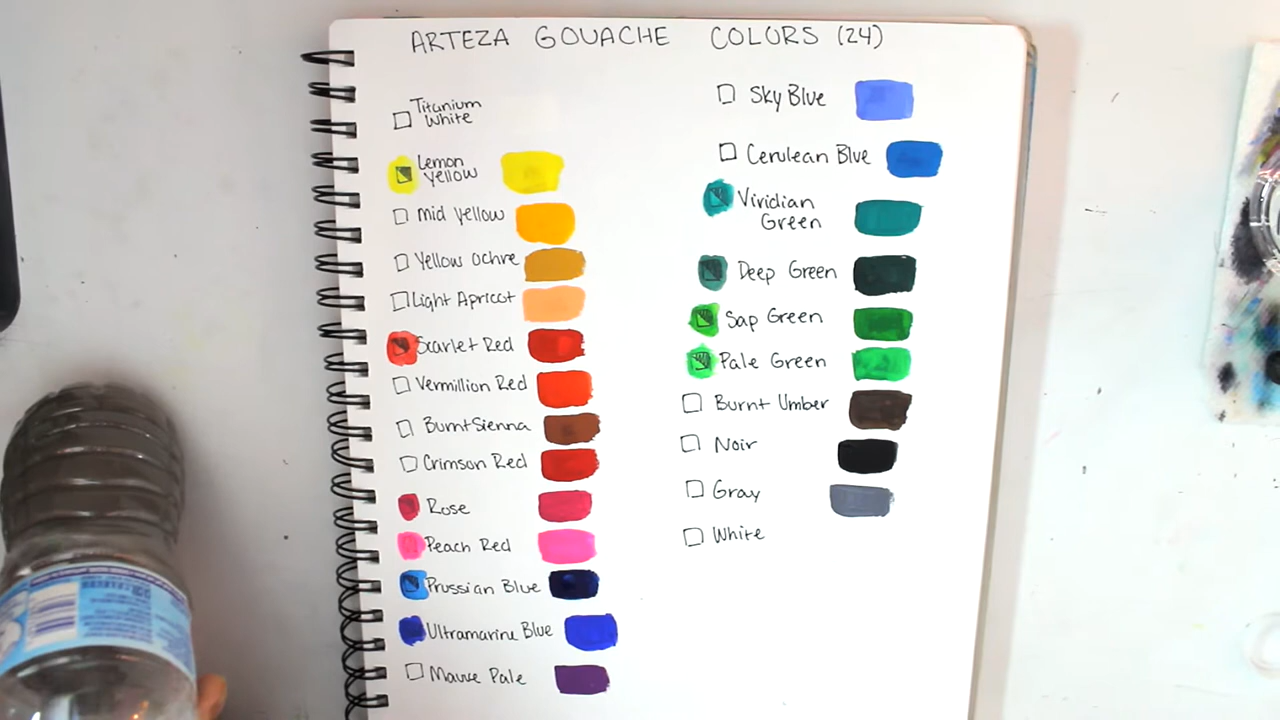 ARTEZA GOUACHE COLORS (24)
Titanium
White
Lemon
Yellow
Mid Yellow
Yellow Ochre
Light Apricot
Scarlet Red
Vermillion Red
Burnt Sienna
Crimson Red
Rose
Peach Red
Prussian Blue
Ultramarine Blue
Mauve Pale
Sky Blue
Cerulean Blue
Viridian
Green
Deep Green
Sap Green
Pale Green
Burnt Umber
Noir
Gray
White